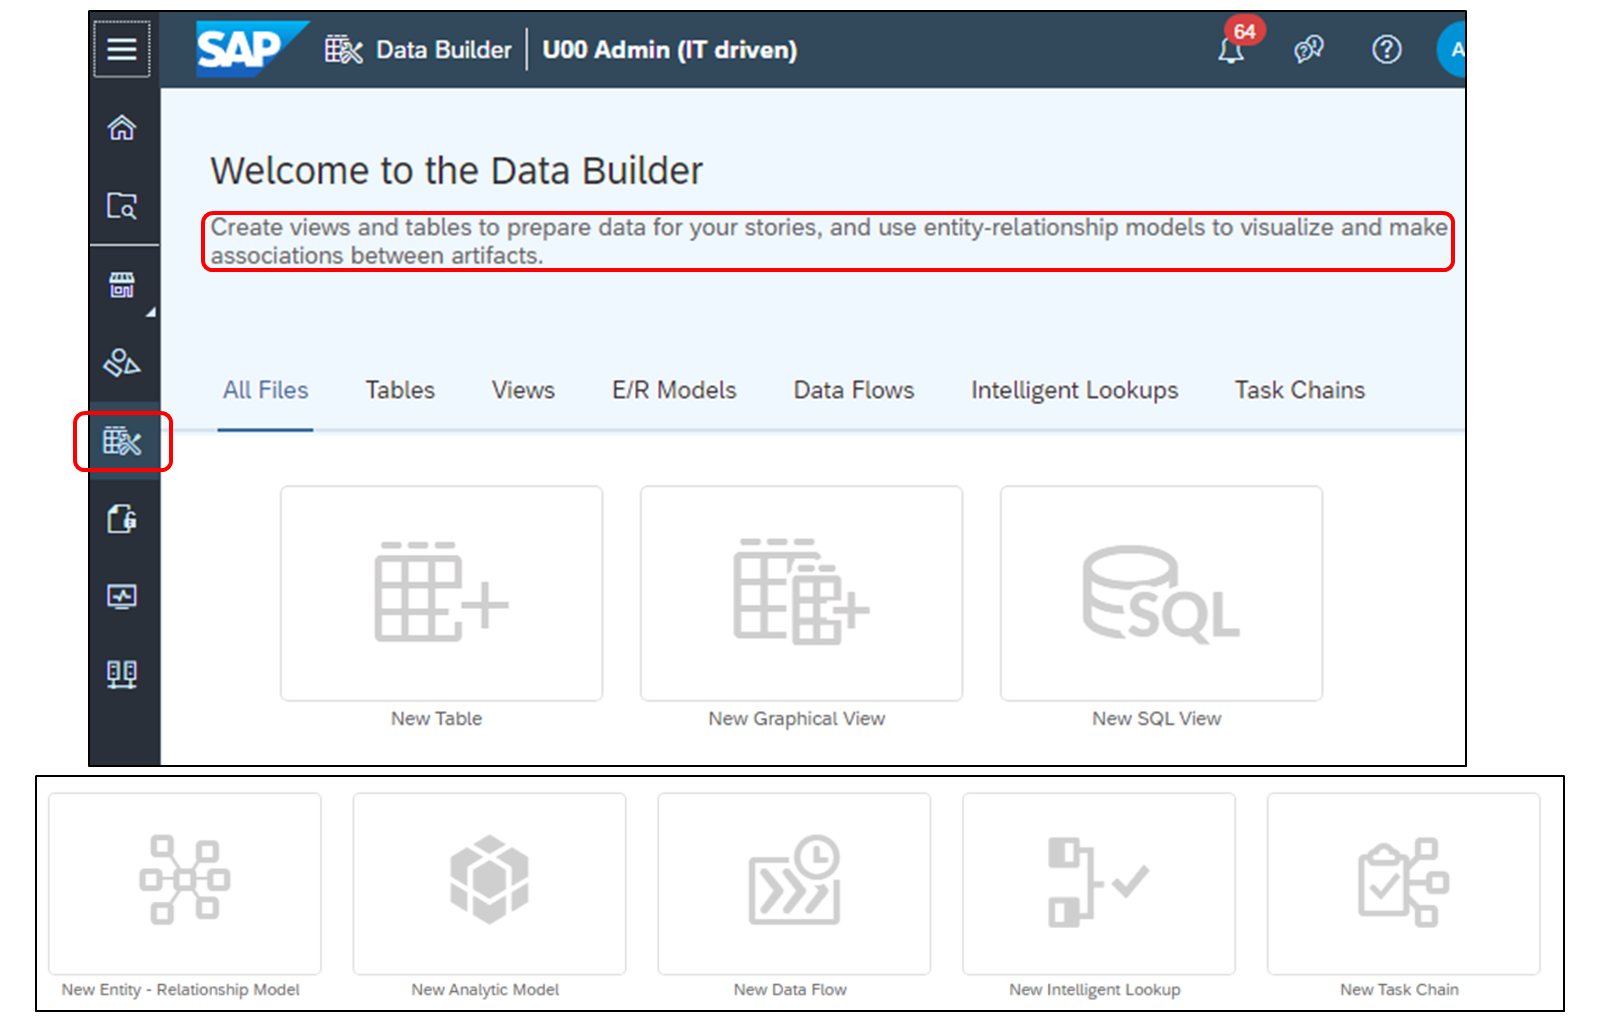 SAP Data Builder U00 Admin (IT driven) 64 A
Welcome to the Data Builder
Create views and tables to prepare data for your stories, and use entity-relationship models to visualize and make
associations between artifacts.
All Files Tables Views E/R Models Data Flows Intelligent Lookups Task Chains
SQL
New Table New Graphical View New SQL View
New Entity - Relationship Model New Analytic Model New Data Flow New Intelligent Lookup New Task Chain